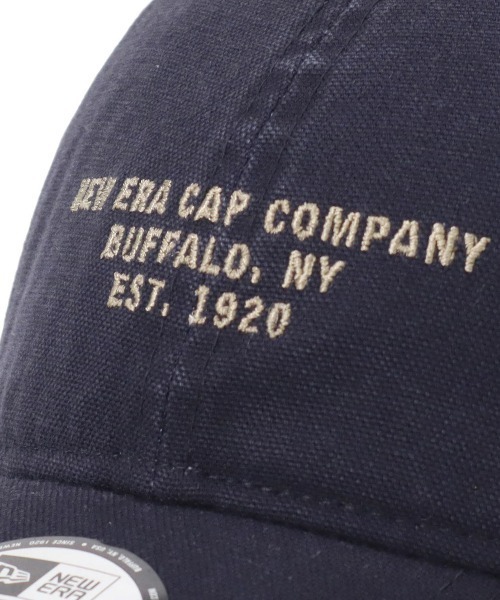 NEW ERA CAP COMPANY
BUFFALO, NY
EST. 1920
NEW ERA